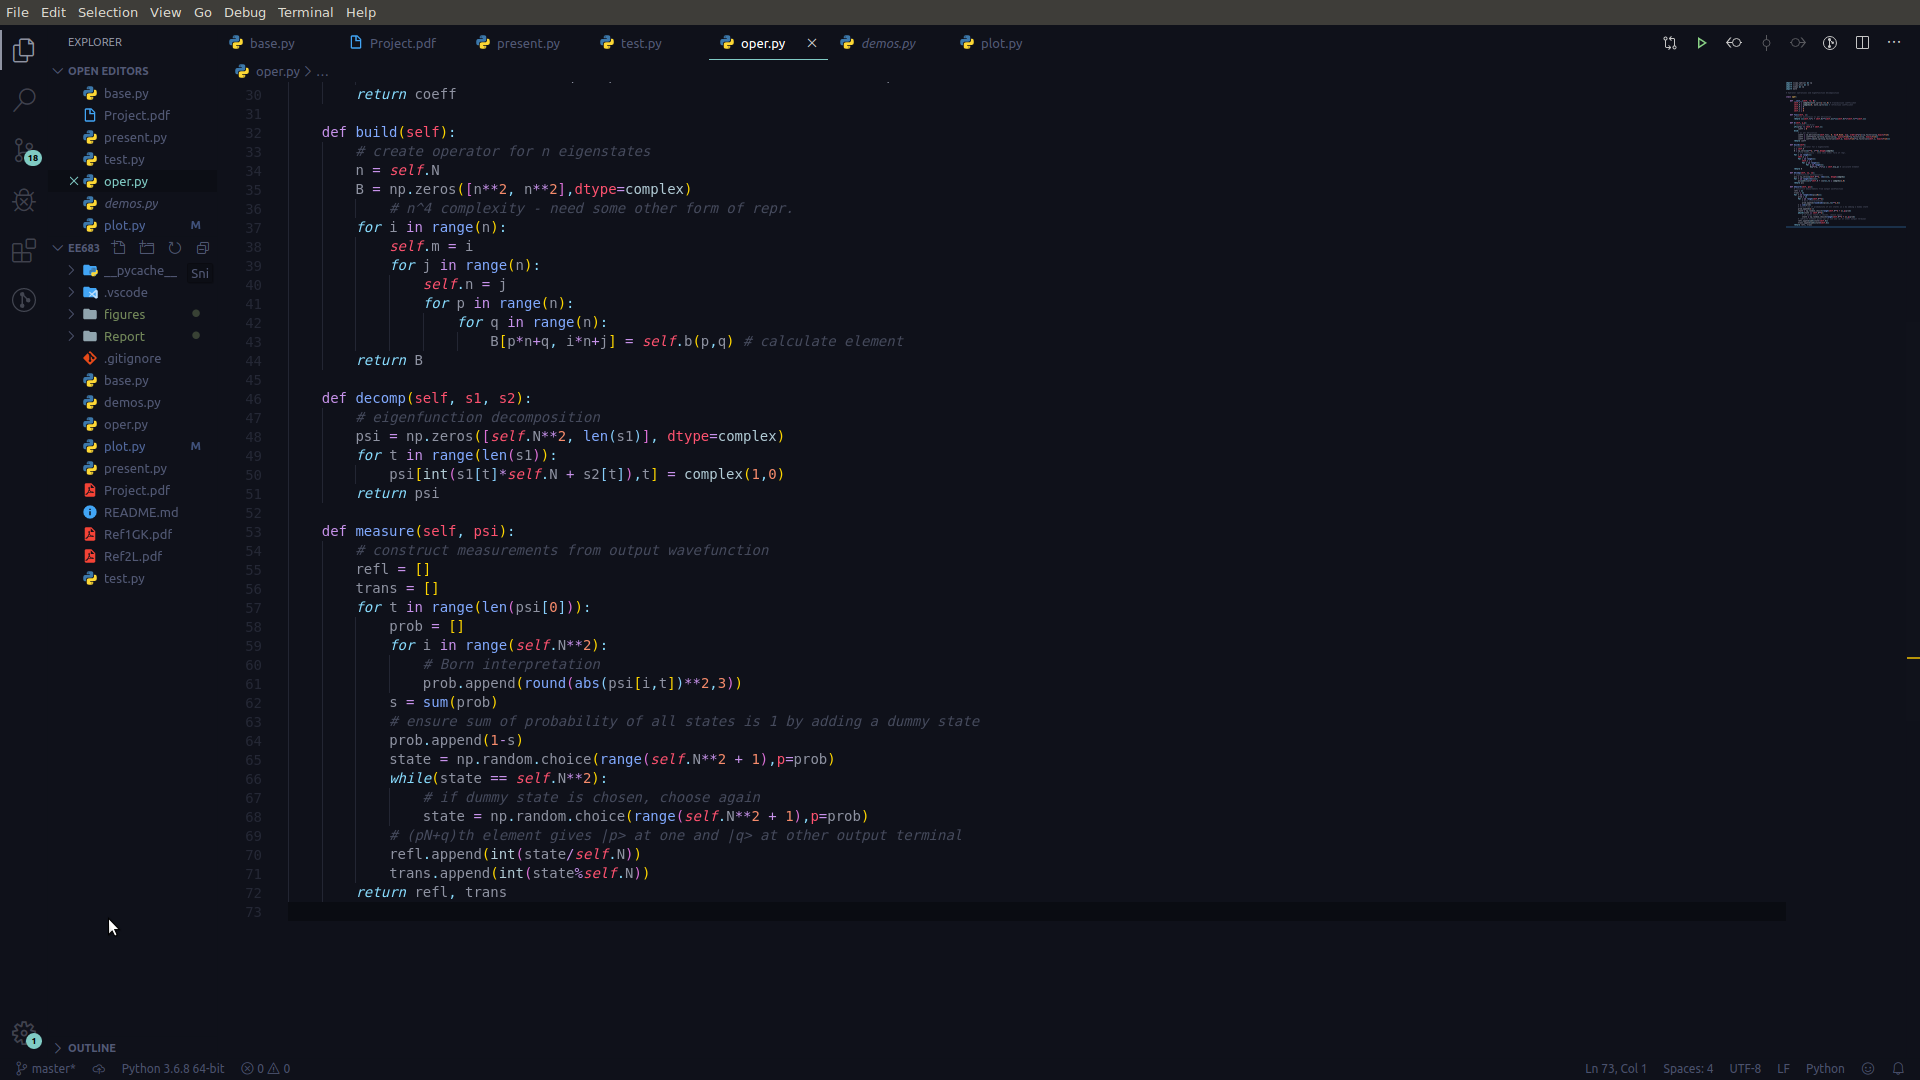 File Edit Selection View Go Debug Terminal Help
EXPLORER
OPEN EDITORS
base.py
Project.pdf
present.py
test.py
oper.py
demos.py
plot.py M
EE683
__pycache__ Sni
.vscode
figures
Report
.gitignore
base.py
demos.py
oper.py
plot.py M
present.py
Project.pdf
README.md
Ref1GK.pdf
Ref2L.pdf
test.py
OUTLINE
18
1
base.py Project.pdf present.py test.py oper.py demos.py plot.py
oper.py > ...
30 return coeff
31
32 def build(self):
33 # create operator for n eigenstates
34 n = self.N
35 B = np.zeros([n**2, n**2],dtype=complex)
36 # n^4 complexity - need some other form of repr.
37 for i in range(n):
38 self.m = i
39 for j in range(n):
40 self.n = j
41 for p in range(n):
42 for q in range(n):
43 B[p*n+q, i*n+j] = self.b(p,q) # calculate element
44 return B
45
46 def decomp(self, s1, s2):
47 # eigenfunction decomposition
48 psi = np.zeros([self.N**2, len(s1)], dtype=complex)
49 for t in range(len(s1)):
50 psi[int(s1[t]*self.N + s2[t]),t] = complex(1,0)
51 return psi
52
53 def measure(self, psi):
54 # construct measurements from output wavefunction
55 refl = []
56 trans = []
57 for t in range(len(psi[0])):
58 prob = []
59 for i in range(self.N**2):
60 # Born interpretation
61 prob.append(round(abs(psi[i,t])**2,3))
62 s = sum(prob)
63 # ensure sum of probability of all states is 1 by adding a dummy state
64 prob.append(1-s)
65 state = np.random.choice(range(self.N**2 + 1),p=prob)
66 while(state == self.N**2):
67 # if dummy state is chosen, choose again
68 state = np.random.choice(range(self.N**2 + 1),p=prob)
69 # (pN+q)th element gives |p> at one and |q> at other output terminal
70 refl.append(int(state/self.N))
71 trans.append(int(state%self.N))
72 return refl, trans
73
master* Python 3.6.8 64-bit 0 0 Ln 73, Col 1 Spaces: 4 UTF-8 LF Python